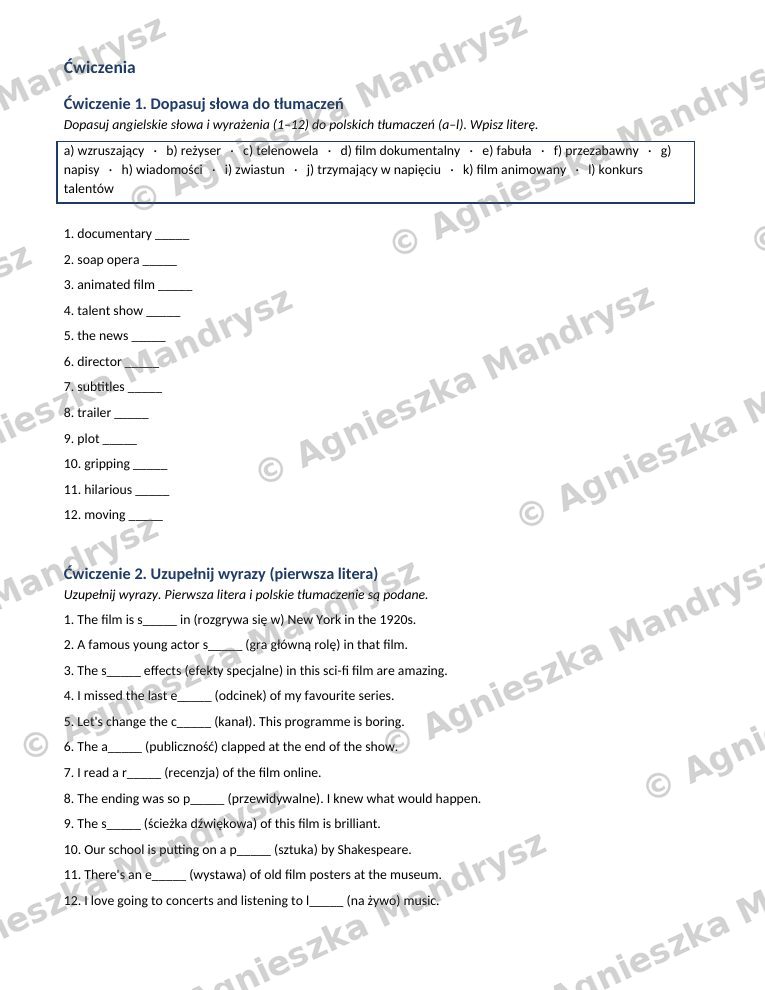 Ćwiczenia
Ćwiczenie 1. Dopasuj słowa do tłumaczeń
Dopasuj angielskie słowa i wyrażenia (1–12) do polskich tłumaczeń (a–l). Wpisz literę.
a) wzruszający · b) reżyser · c) telenowela · d) film dokumentalny · e) fabuła · f) przezabawny · g)
napisy · h) wiadomości · i) zwiastun · j) trzymający w napięciu · k) film animowany · l) konkurs
talentów
1. documentary _____
2. soap opera _____
3. animated film _____
4. talent show _____
5. the news _____
6. director _____
7. subtitles _____
8. trailer _____
9. plot _____
10. gripping _____
11. hilarious _____
12. moving _____
Ćwiczenie 2. Uzupełnij wyrazy (pierwsza litera)
Uzupełnij wyrazy. Pierwsza litera i polskie tłumaczenie są podane.
1. The film is s_____ in (rozgrywa się w) New York in the 1920s.
2. A famous young actor s_____ (gra główną rolę) in that film.
3. The s_____ effects (efekty specjalne) in this sci-fi film are amazing.
4. I missed the last e_____ (odcinek) of my favourite series.
5. Let's change the c_____ (kanał). This programme is boring.
6. The a_____ (publiczność) clapped at the end of the show.
7. I read a r_____ (recenzja) of the film online.
8. The ending was so p_____ (przewidywalne). I knew what would happen.
9. The s_____ (ścieżka dźwiękowa) of this film is brilliant.
10. Our school is putting on a p_____ (sztuka) by Shakespeare.
11. There's an e_____ (wystawa) of old film posters at the museum.
12. I love going to concerts and listening to l_____ (na żywo) music.
© Agnieszka Mandrysz